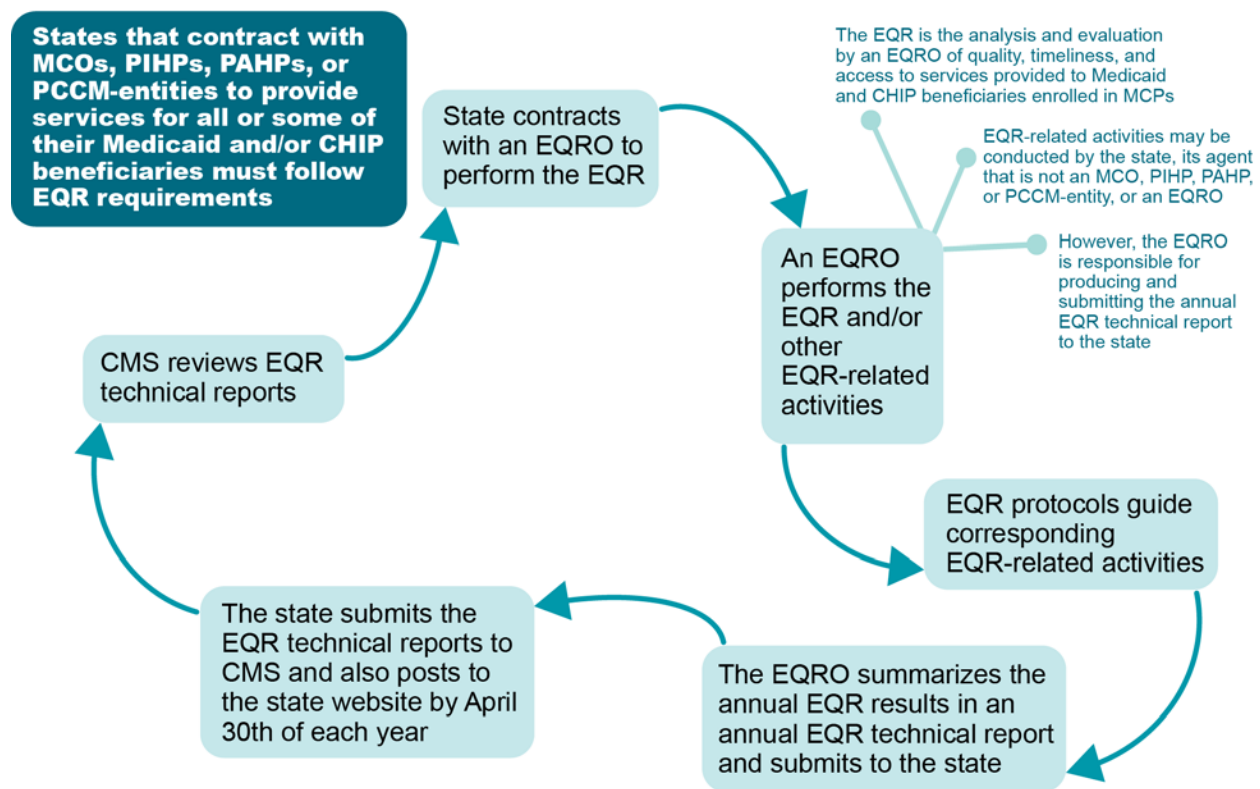 States that contract with
MCOs, PIHPs, PAHPs, or
PCCM-entities to provide
services for all or some of
their Medicaid and/or CHIP
beneficiaries must follow
EQR requirements
State contracts
with an EQRO to
perform the EQR
The EQR is the analysis and evaluation
by an EQRO of quality, timeliness, and
access to services provided to Medicaid
and CHIP beneficiaries enrolled in MCPs
EQR-related activities may be
conducted by the state, its agent
that is not an MCO, PIHP, PAHP,
or PCCM-entity, or an EQRO
However, the EQRO
is responsible for
producing and
submitting the annual
EQR technical report
to the state
An EQRO
performs the
EQR and/or
other
EQR-related
activities
EQR protocols guide
corresponding
EQR-related activities
The EQRO summarizes the
annual EQR results in an
annual EQR technical report
and submits to the state
The state submits the
EQR technical reports to
CMS and also posts to
the state website by April
30th of each year
CMS reviews EQR
technical reports